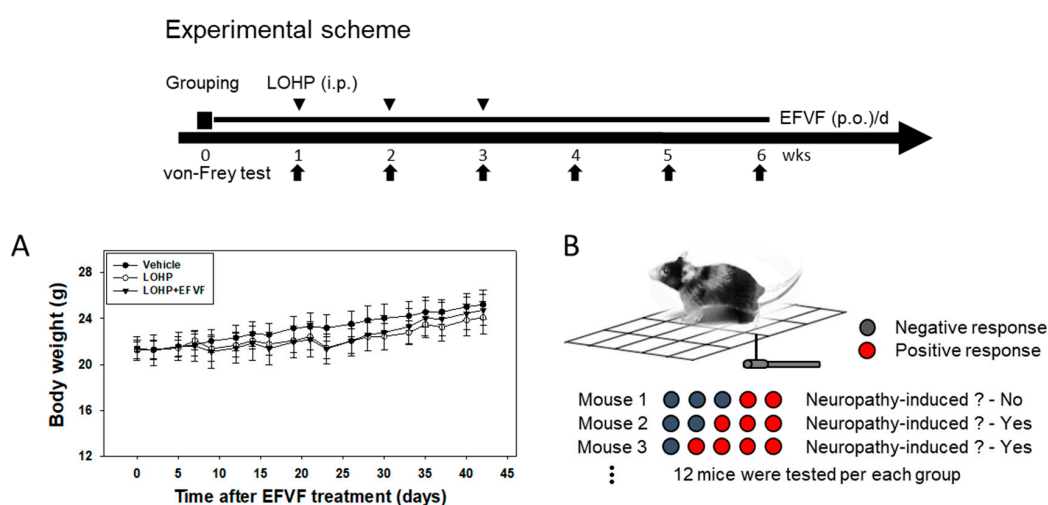 Experimental scheme
Grouping LOHP (i.p.)
EFVF (p.o.)/d
0 1 2 3 4 5 6 wks
von-Frey test
A
Body weight (g)
28
24
20
16
12
Vehicle
LOHP
LOHP+EFVF
0 5 10 15 20 25 30 35 40 45
Time after EFVF treatment (days)
B
Negative response
Positive response
Mouse 1 Neuropathy-induced ? - No
Mouse 2 Neuropathy-induced ? - Yes
Mouse 3 Neuropathy-induced ? - Yes
12 mice were tested per each group